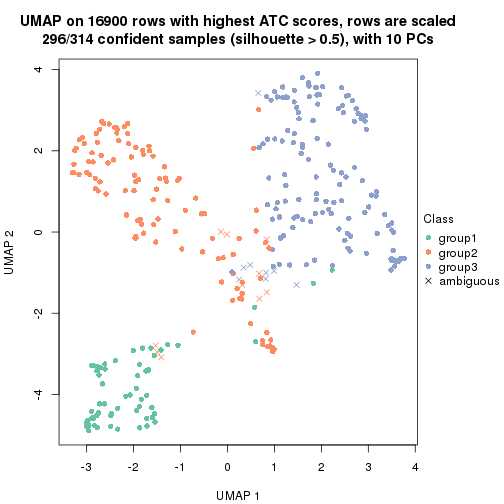 UMAP on 16900 rows with highest ATC scores, rows are scaled
296/314 confident samples (silhouette > 0.5), with 10 PCs
4
2
0
-2
-4
UMAP 2
-3
-2
-1
0
1
2
3
4
UMAP 1
Class
group1
group2
group3
ambiguous